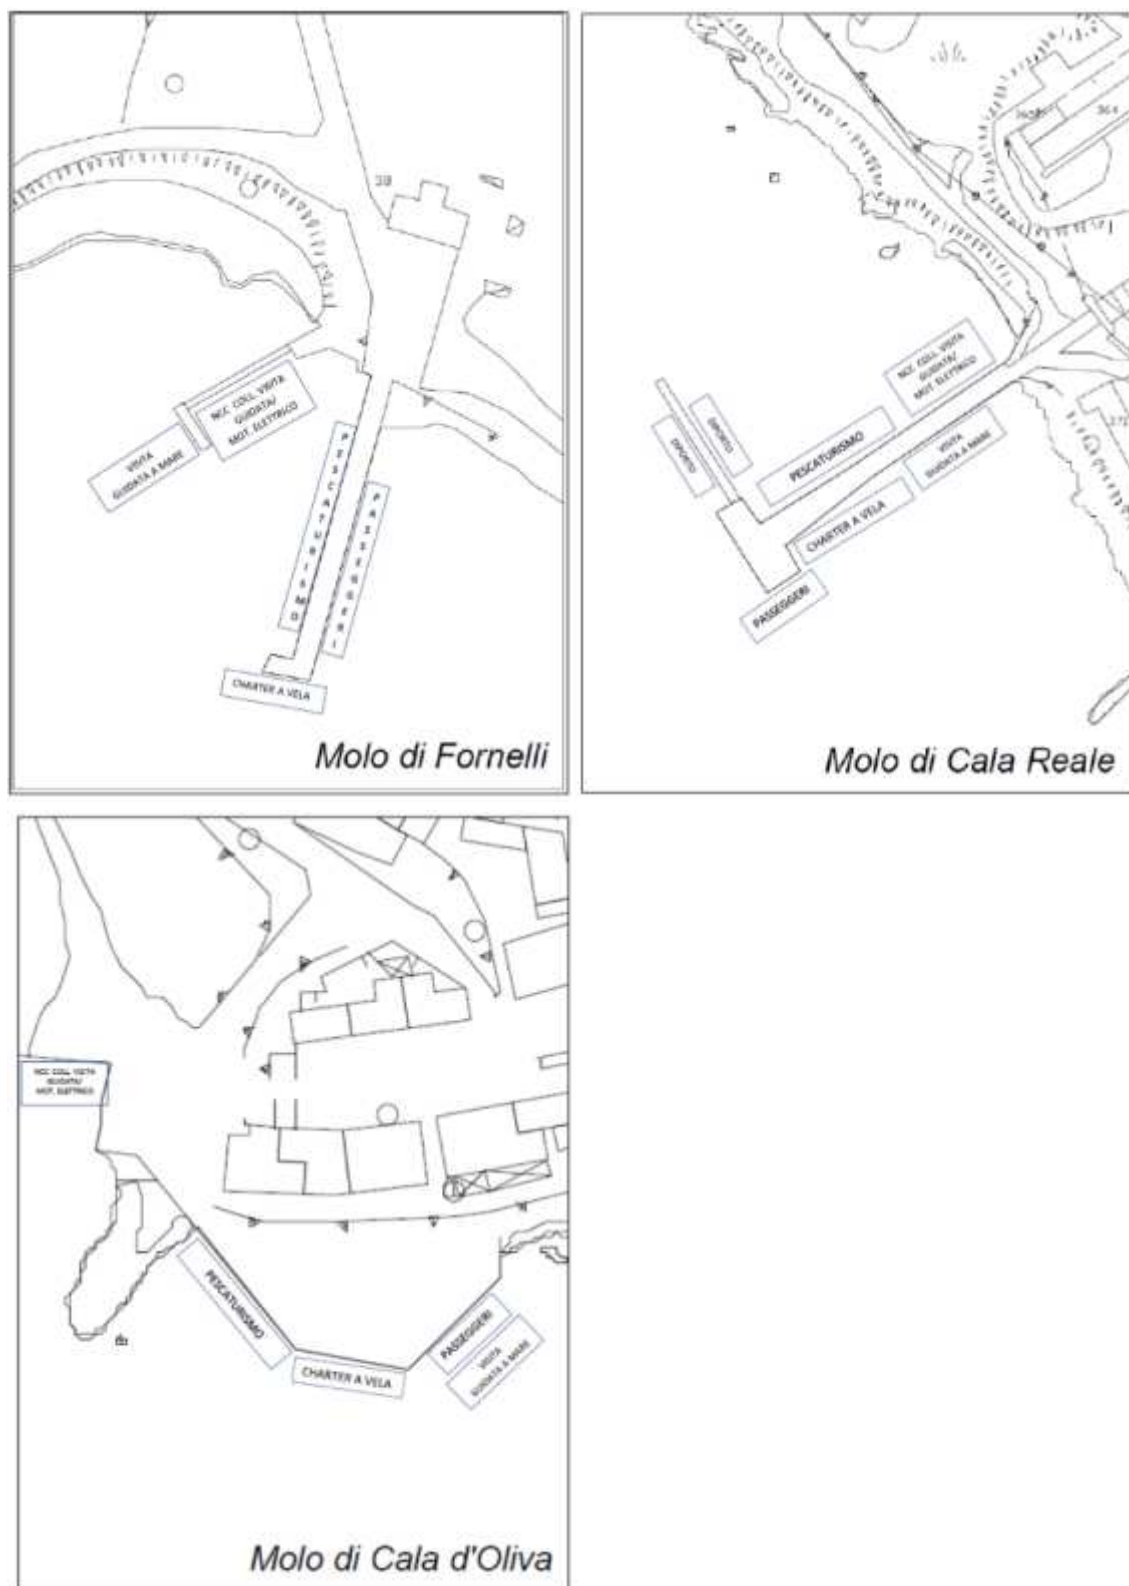 39
NCC COLL VISITA
GUIDATA/
MOT. ELETTRICO
VISITA
GUIDATA A MARE
PESCATURISMO
PASSEGGERI
CHARTER A VELA
Molo di Fornelli
364
NCC COLL VISITA
GUIDATA/
MOT. ELETTRICO
DIPORTO
DIPORTO
PESCATURISMO
VISITA
GUIDATA A MARE
CHARTER A VELA
PASSEGGERI
Molo di Cala Reale
NCC COLL VISITA
GUIDATA/
MOT. ELETTRICO
PESCATURISMO
CHARTER A VELA
PASSEGGERI
VISITA
GUIDATA A MARE
Molo di Cala d'Oliva